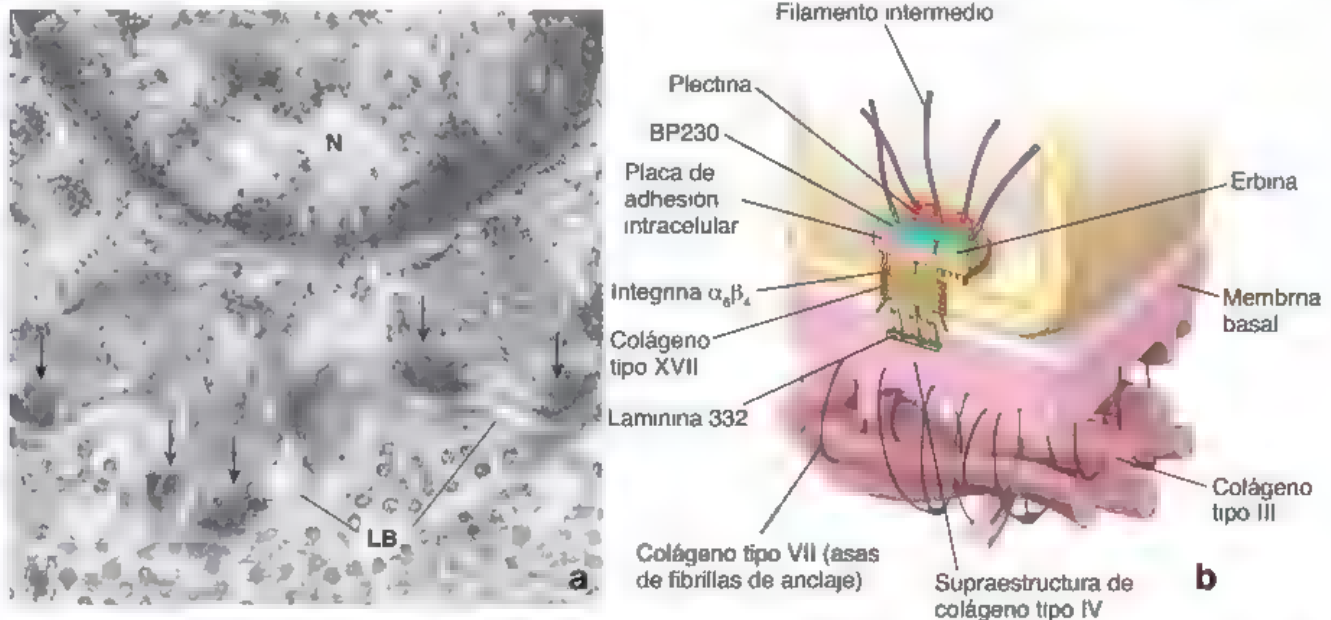 N
LB
a
Filamento intermedio
Plectina
BP230
Placa de
adhesión
intracelular
Integrina α₆β₄
Colágeno
tipo XVII
Laminina 332
Colágeno tipo VII (asas
de fibrillas de anclaje)
Supraestructura de
colágeno tipo IV
Erbina
Membrna
basal
Colágeno
tipo III
b